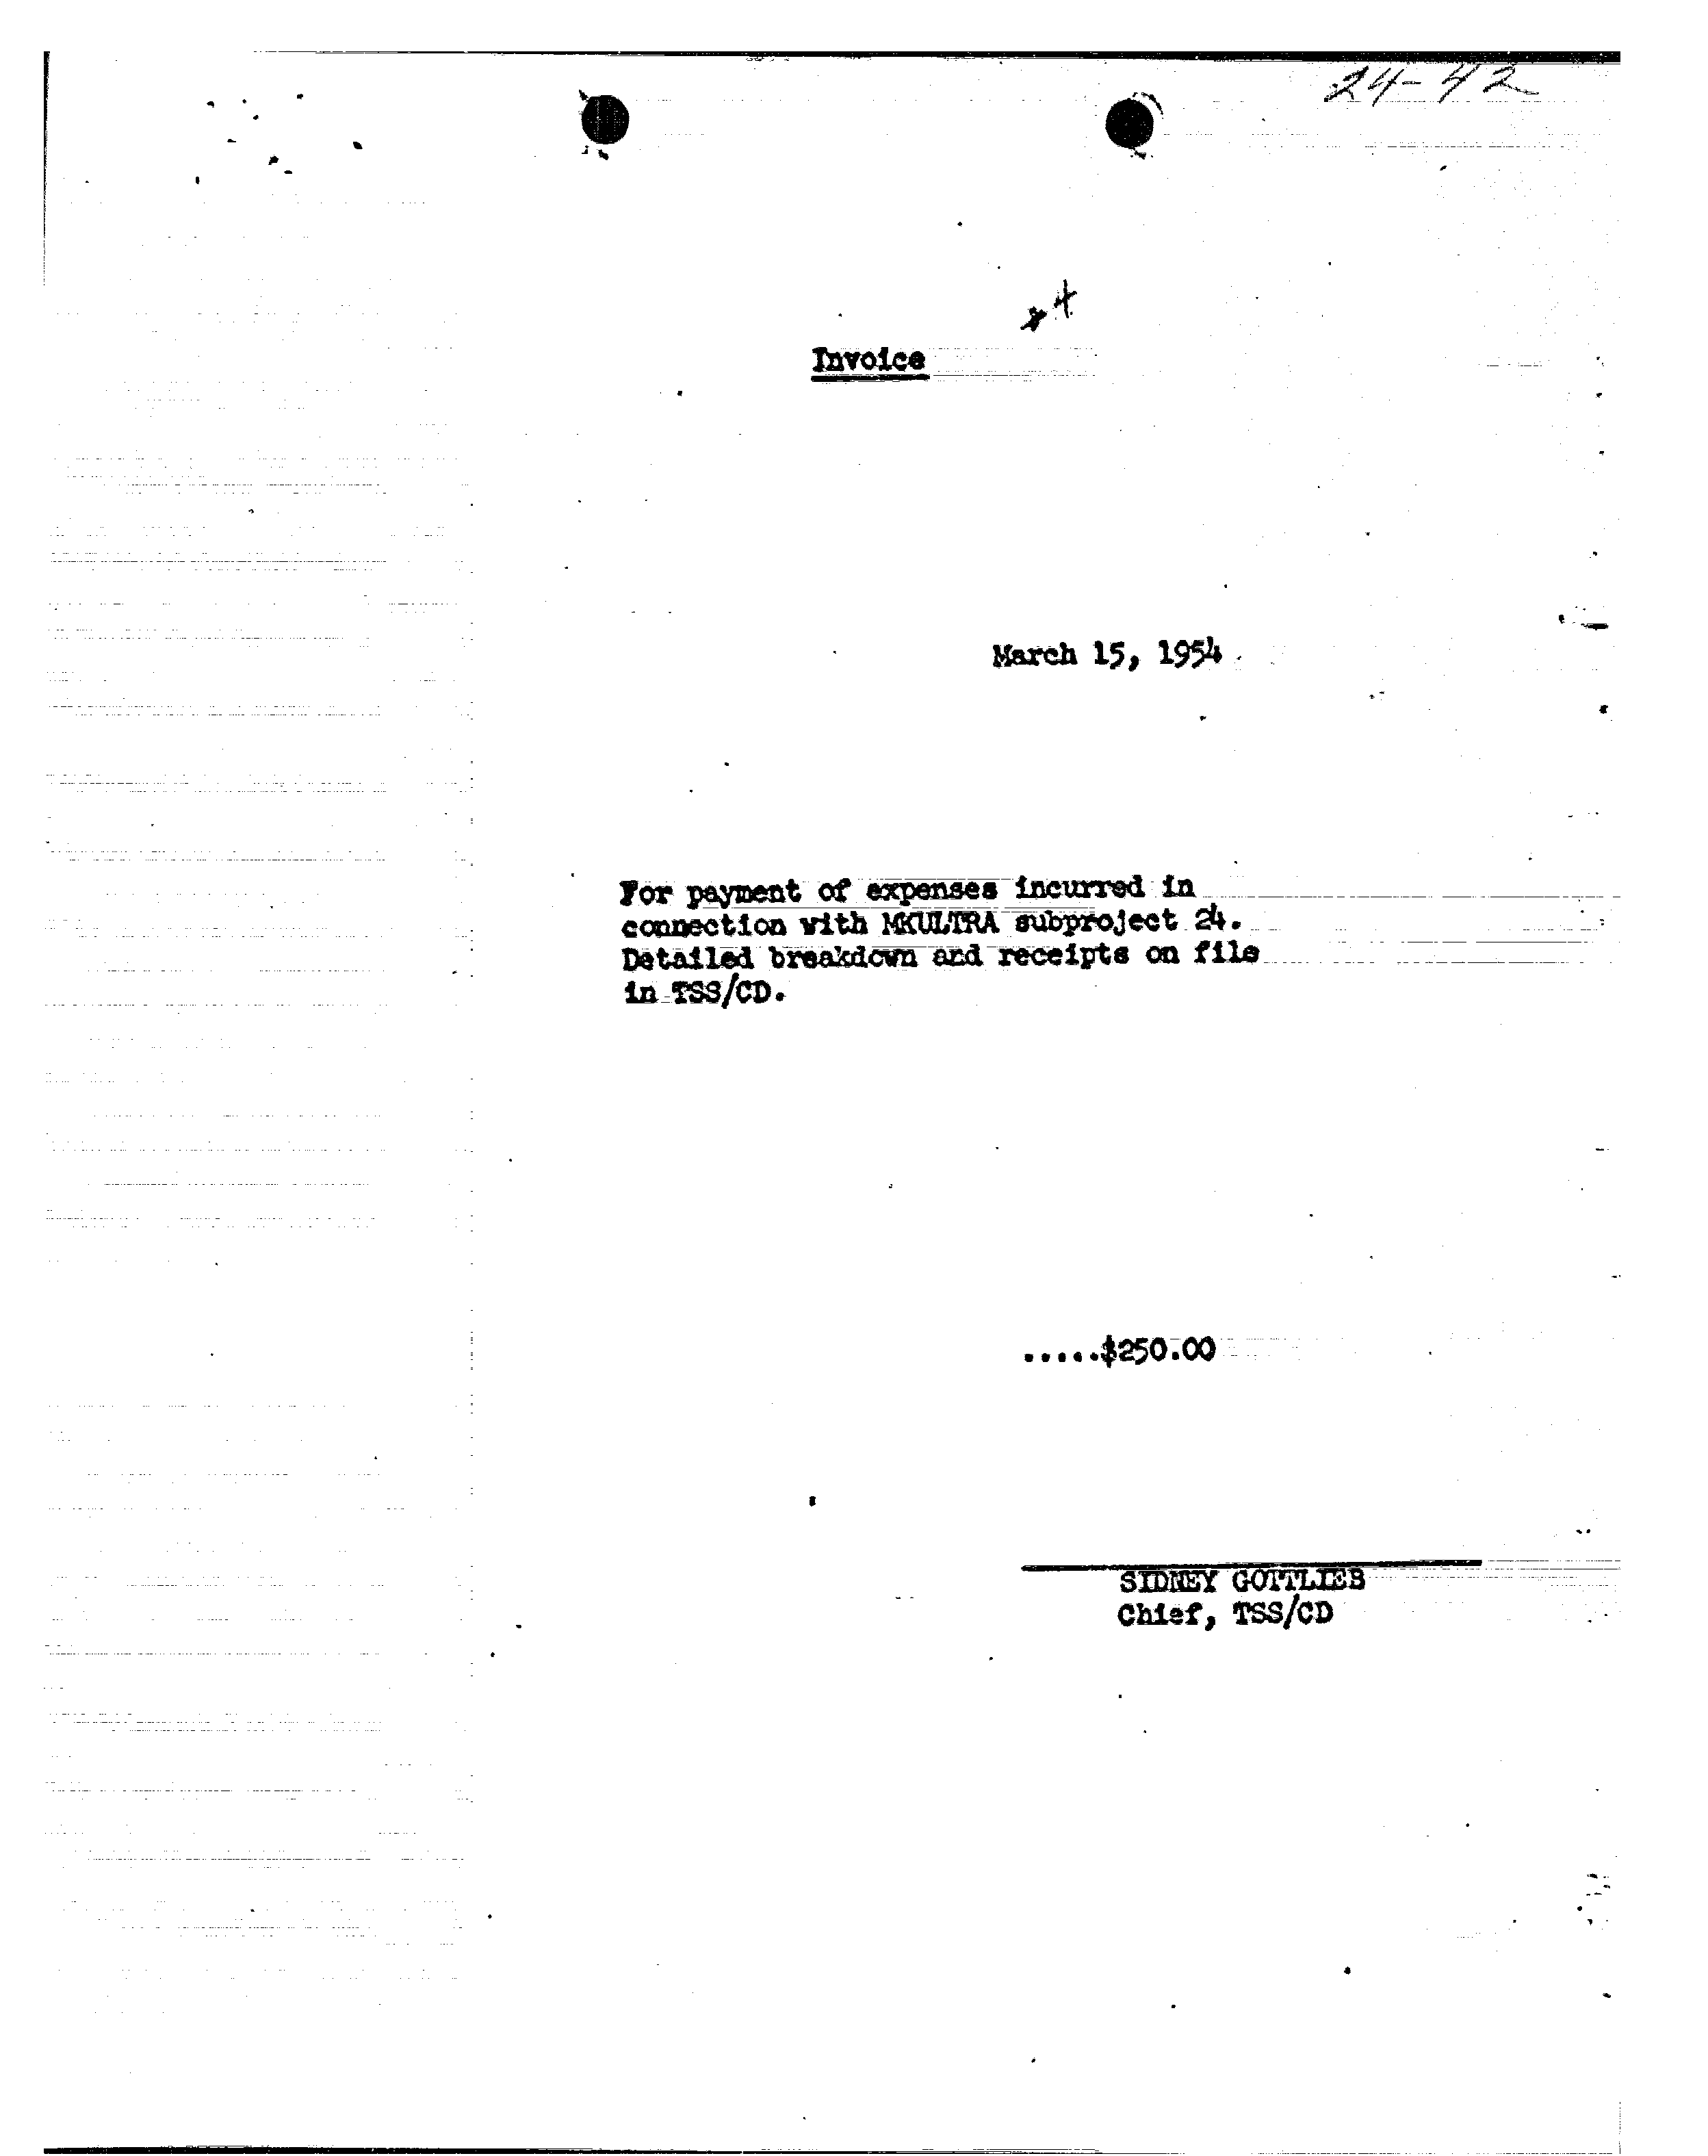 24-42
Invoice
March 15, 1954
For payment of expenses incurred in
connection with MKULTRA subproject 24.
Detailed breakdown and receipts on file
in TSS/CD.
.....$250.00
SIDNEY GOTTLIEB
Chief, TSS/CD